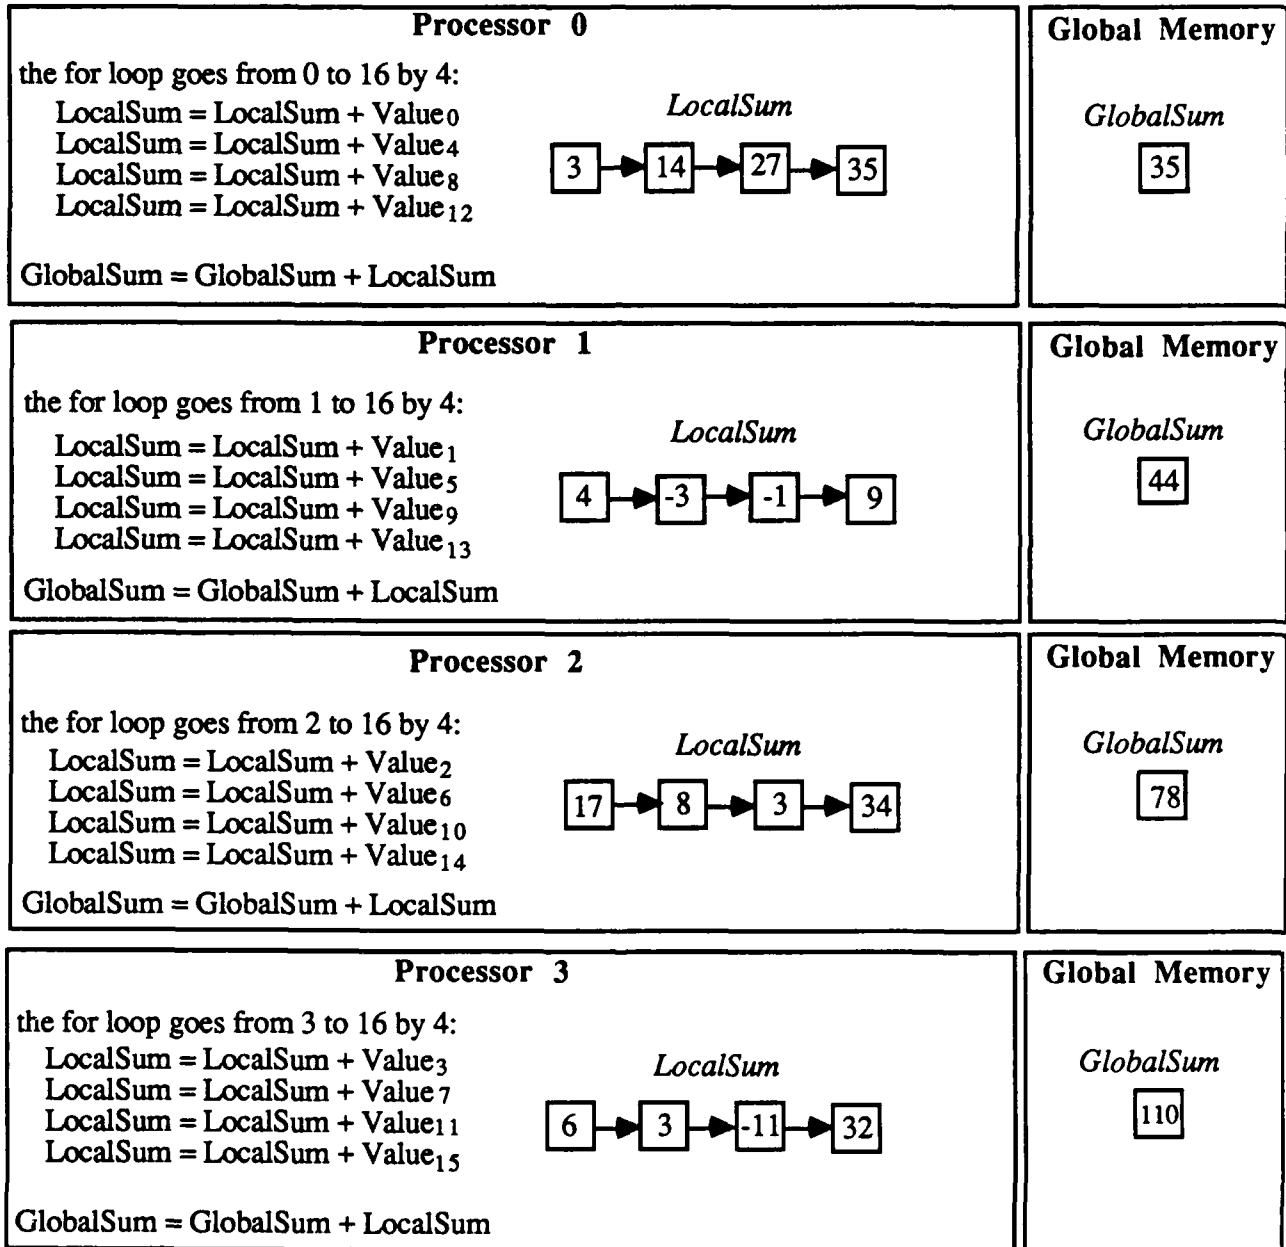 Processor 0
the for loop goes from 0 to 16 by 4:
LocalSum = LocalSum + Value0
LocalSum = LocalSum + Value4
LocalSum = LocalSum + Value8
LocalSum = LocalSum + Value12
GlobalSum = GlobalSum + LocalSum
LocalSum
3 14 27 35
Global Memory
GlobalSum
35
Processor 1
the for loop goes from 1 to 16 by 4:
LocalSum = LocalSum + Value1
LocalSum = LocalSum + Value5
LocalSum = LocalSum + Value9
LocalSum = LocalSum + Value13
GlobalSum = GlobalSum + LocalSum
LocalSum
4 -3 -1 9
Global Memory
GlobalSum
44
Processor 2
the for loop goes from 2 to 16 by 4:
LocalSum = LocalSum + Value2
LocalSum = LocalSum + Value6
LocalSum = LocalSum + Value10
LocalSum = LocalSum + Value14
GlobalSum = GlobalSum + LocalSum
LocalSum
17 8 3 34
Global Memory
GlobalSum
78
Processor 3
the for loop goes from 3 to 16 by 4:
LocalSum = LocalSum + Value3
LocalSum = LocalSum + Value7
LocalSum = LocalSum + Value11
LocalSum = LocalSum + Value15
GlobalSum = GlobalSum + LocalSum
LocalSum
6 3 -11 32
Global Memory
GlobalSum
110